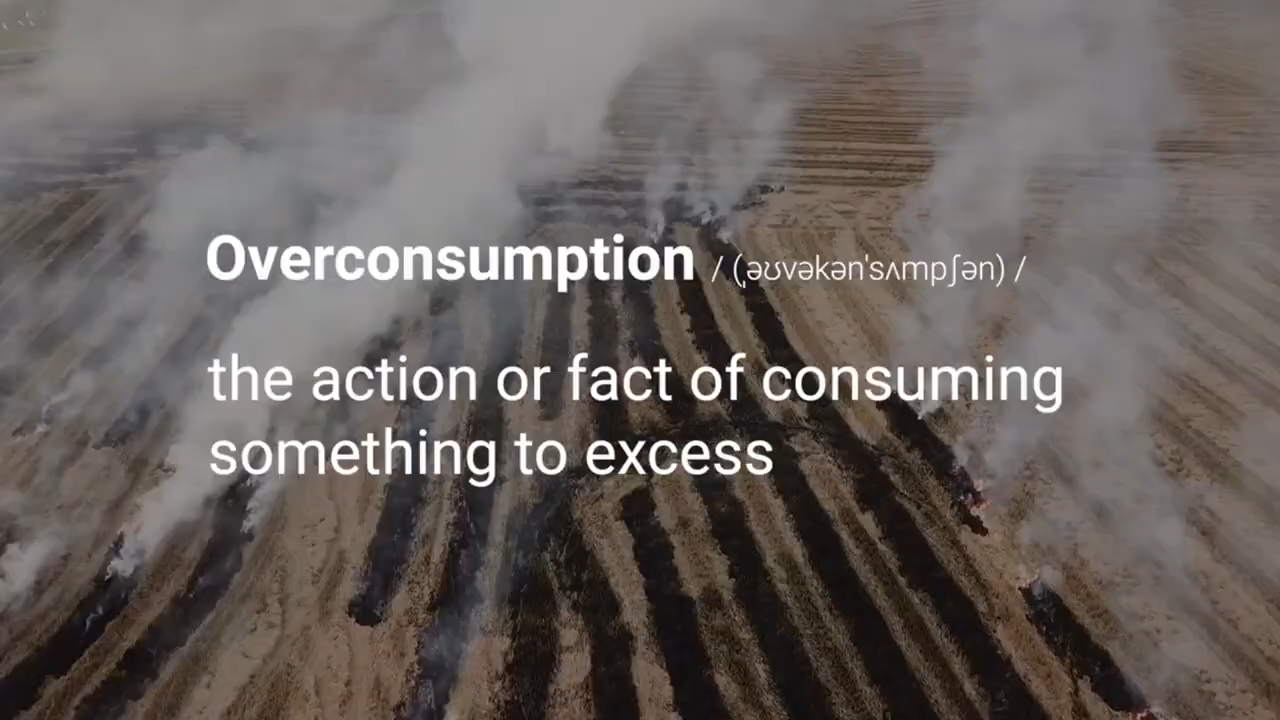 Overconsumption / (ˌəʊvəkənˈsʌmpʃən) /
the action or fact of consuming
something to excess